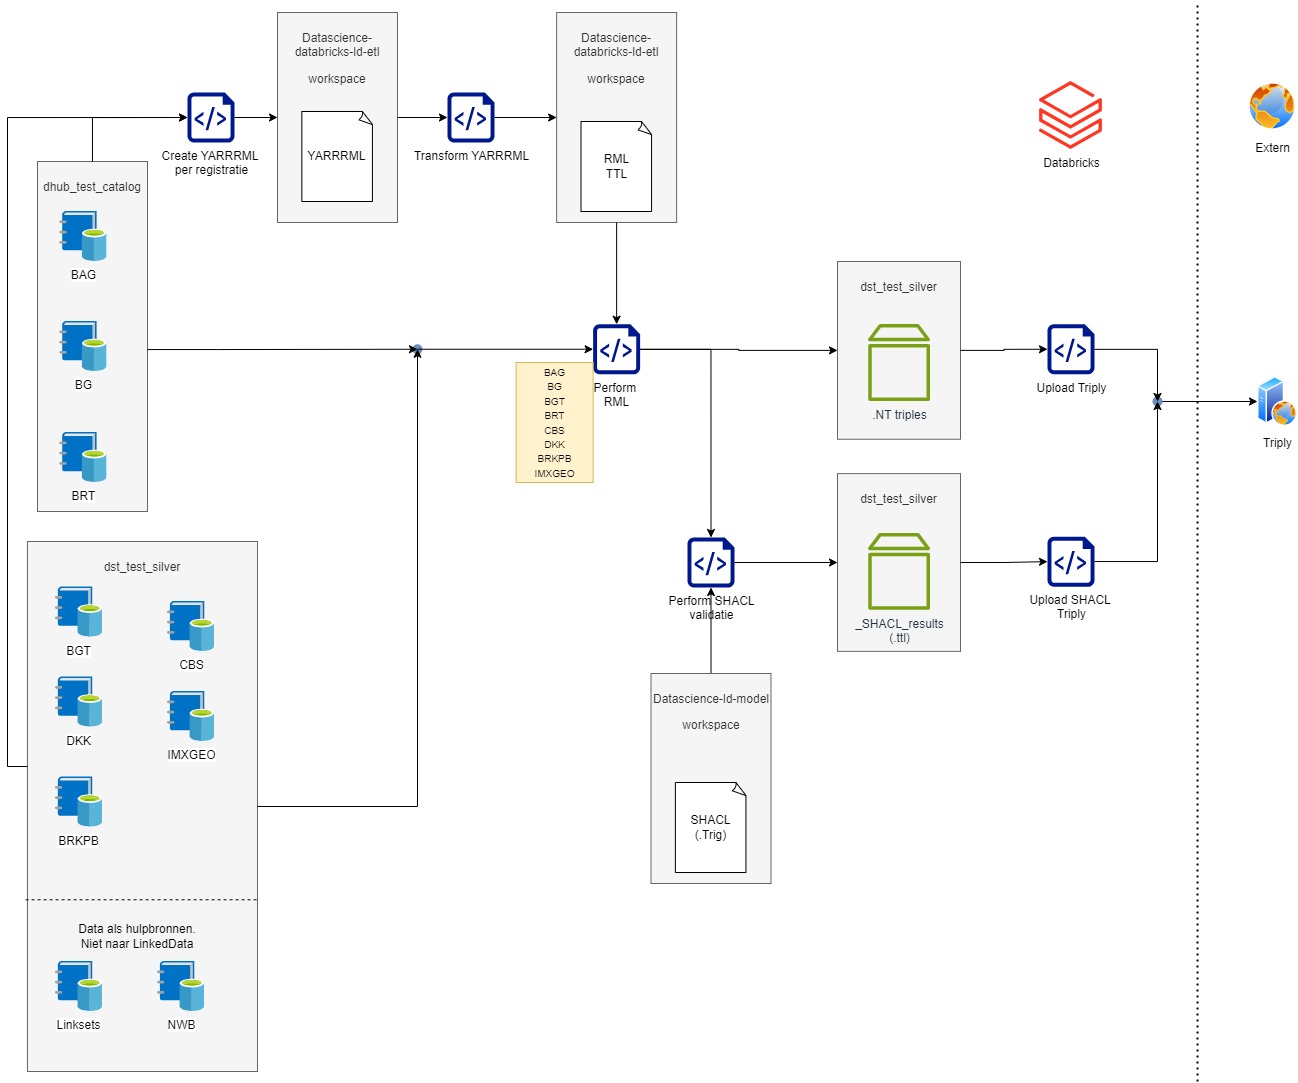 Datascience-
databricks-ld-etl
workspace
YARRRML
Datascience-
databricks-ld-etl
workspace
RML
TTL
Databricks
Extern
Create YARRRML
per registratie
Transform YARRRML
dhub_test_catalog
BAG
BG
BRT
Perform
RML
BAG
BG
BGT
BRT
CBS
DKK
BRKPB
IMXGEO
dst_test_silver
.NT triples
Upload Triply
Triply
dst_test_silver
_SHACL_results
(.ttl)
Upload SHACL
Triply
Perform SHACL
validatie
Datascience-ld-model
workspace
SHACL
(.Trig)
dst_test_silver
BGT
CBS
DKK
IMXGEO
BRKPB
Data als hulpbronnen.
Niet naar LinkedData
Linksets
NWB